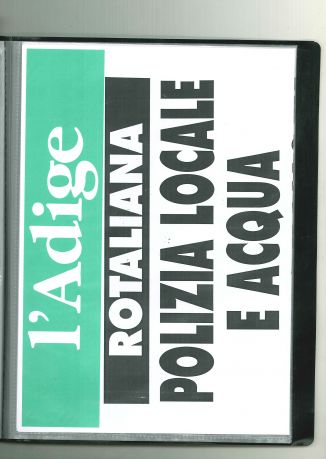 l'Adige
ROTALIANA
POLIZIA LOCALE
E ACQUA